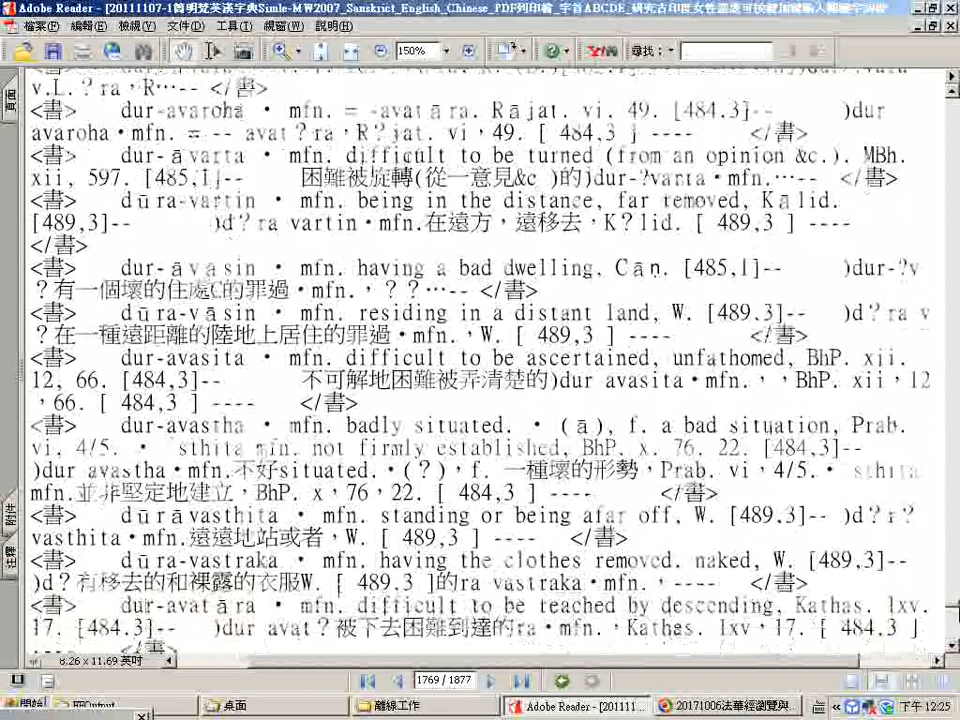 Adobe Reader - [20111107-1簡明梵英漢字典Simle-MW2007_Sanskrit_English_Chinese_PDF列印檔_字首ABCDE_研究古印度女性
檔案(F) 編輯(E) 檢視(V) 文件(D) 工具(T) 視窗(W) 說明(H)
150% 尋找:
頁面
v.L. ?ra,R…-- </書>
<書> dur-avaroha • mfn. = -avatāra. Rājat. vi. 49. [484.3]-- )dur
avaroha•mfn. = -- avat?ra,R?jat. vi,49. [ 484,3 ] ---- </書>
<書> dur-āvarta • mfn. difficult to be turned (from an opinion &c.). MBh.
xii, 597. [485,1]-- 困難被旋轉(從一意見&c )的)dur-?varta•mfn.…-- </書>
<書> dūra-vartin • mfn. being in the distance, far removed, Kālid.
[489,3]-- )d?ra vartin•mfn.在遠方,遠移去,K?lid. [ 489,3 ] ----
</書>
<書> dur-āvāsin • mfn. having a bad dwelling. Cāṇ. [485,1]-- )dur-?v
?有一個壞的住處C的罪過•mfn.,??…-- </書>
<書> dūra-vāsin • mfn. residing in a distant land, W. [489.3]-- )d?ra v
?在一種遠距離的陸地上居住的罪過•mfn.,W. [ 489,3 ] ---- </書>
<書> dur-avasita • mfn. difficult to be ascertained, unfathomed, BhP. xii.
12, 66. [484,3]-- 不可解地困難被弄清楚的)dur avasita•mfn.,,BhP. xii,12
,66. [ 484,3 ] ---- </書>
<書> dur-avastha • mfn. badly situated. • (ā), f. a bad situation, Prab.
vi, 4/5. • sthita mfn. not firmly established, BhP. x. 76. 22. [484,3]--
)dur avastha•mfn.不好situated.•(?),f. 一種壞的形勢,Prab. vi,4/5.• sthita
mfn.並非堅定地建立,BhP. x,76,22. [ 484,3 ] ---- </書>
<書> dūrāvasthita • mfn. standing or being afar off, W. [489,3]-- )d?r?
vasthita•mfn.遠遠地站或者,W. [ 489,3 ] ---- </書>
<書> dūrāvastraka • mfn. having the clothes removed. naked, W. [489,3]--
)d?有移去的和裸露的衣服W. [ 489.3 ]的ra vastraka•mfn.,---- </書>
<書> dur-avatāra • mfn. difficult to be reached by descending, Kathas. lxv.
17. [484.3]-- )dur avat?被下去困難到達的ra•mfn.,Kathas. lxv,17. [ 484.3 ]
---- </書>
附件
注釋
8.26 x 11.69 英吋
1769 / 1877
開始 桌面 離線工作 Adobe Reader - [201111... 20171006法華經瀏覽與... 下午 12:25